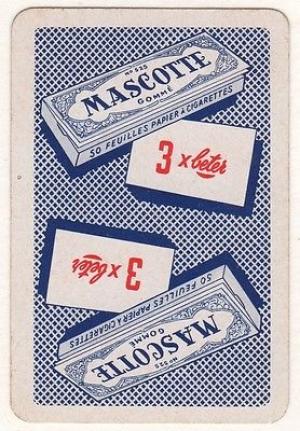 Nº 525
MASCOTTE
GOMMÉ
50 FEUILLES PAPIER À CIGARETTES
3 x beter
3 x beter
50 FEUILLES PAPIER À CIGARETTES
GOMMÉ
MASCOTTE
Nº 525